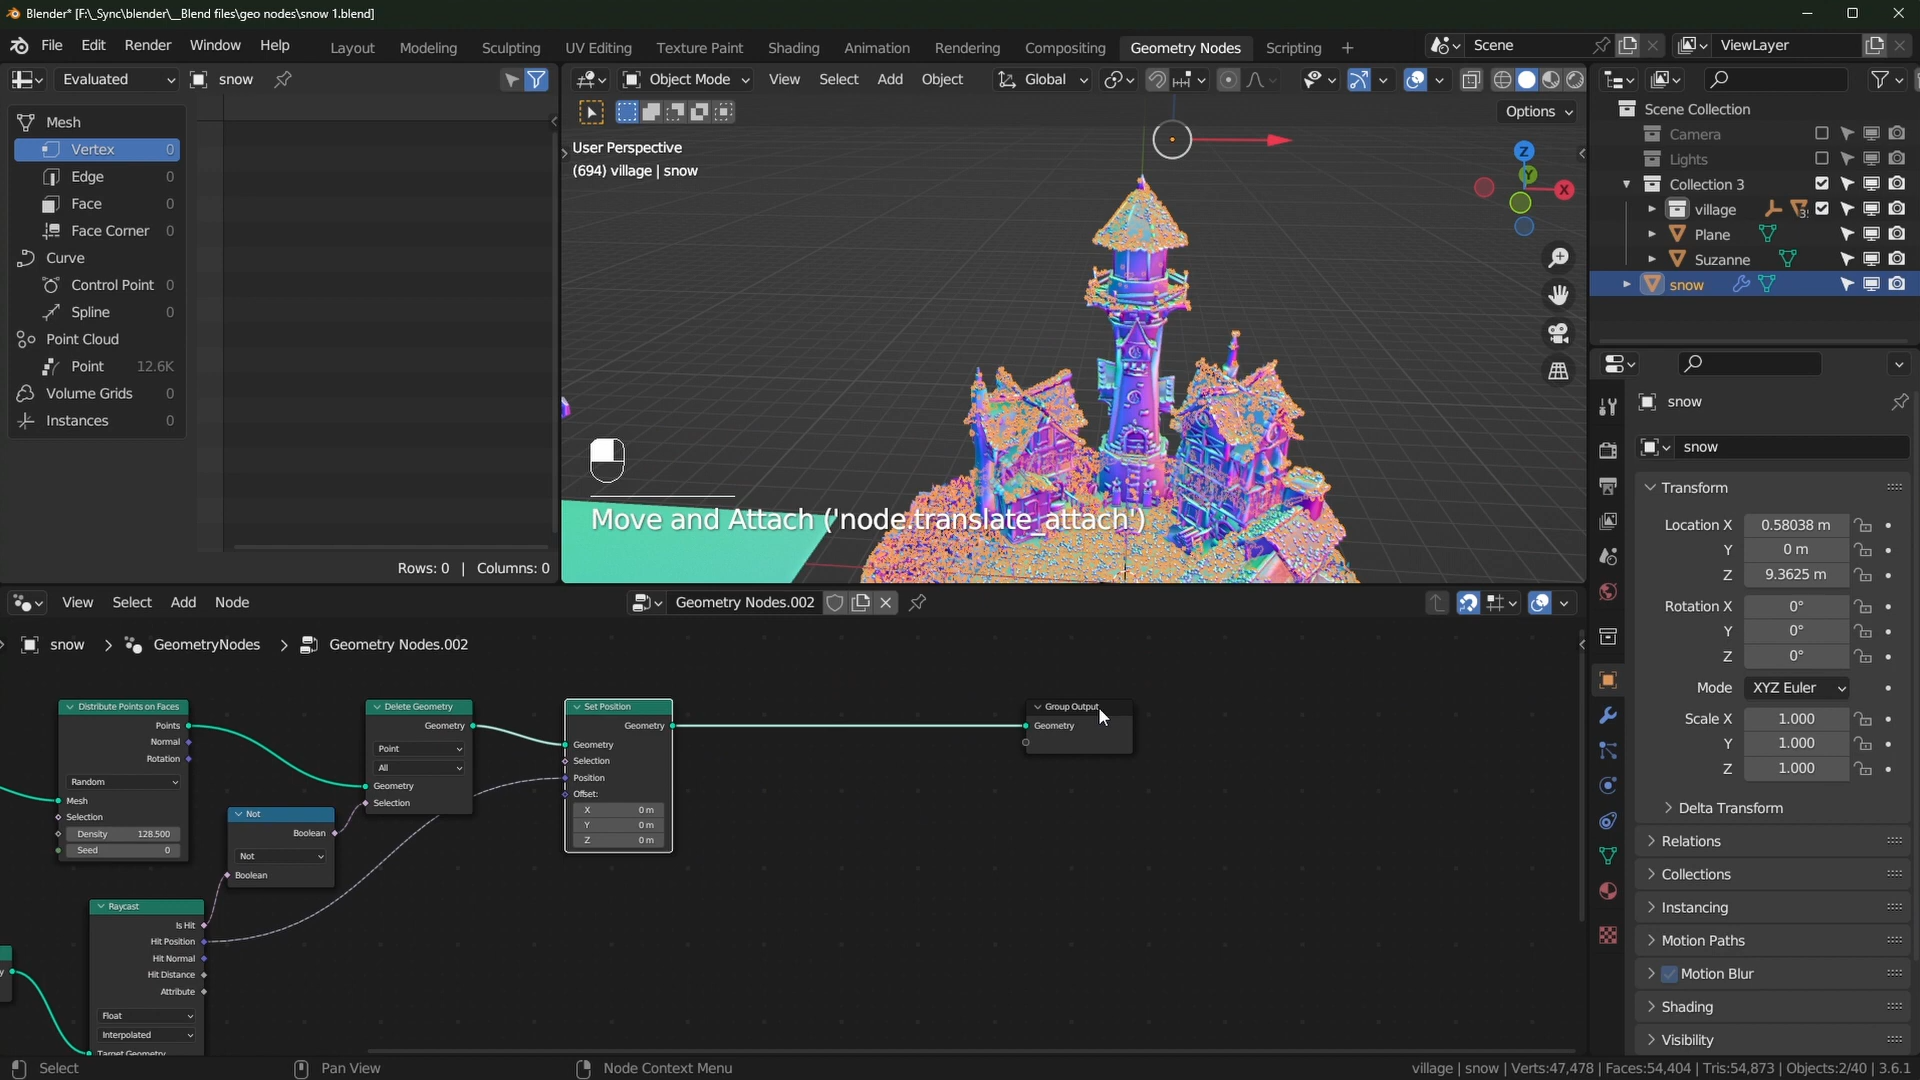 Blender* [F:\_Sync\blender\__Blend files\geo nodes\snow 1.blend]
File Edit Render Window Help
Layout Modeling Sculpting UV Editing Texture Paint Shading Animation Rendering Compositing Geometry Nodes Scripting +
Scene
ViewLayer
Evaluated
snow
Object Mode
View Select Add Object
Global
Options
Mesh
Vertex 0
Edge 0
Face 0
Face Corner 0
Curve
Control Point 0
Spline 0
Point Cloud
Point 12.6K
Volume Grids 0
Instances 0
Rows: 0 | Columns: 0
User Perspective
(694) village | snow
Z
Y
X
Move and Attach ('node.translate_attach')
Scene Collection
Camera
Lights
Collection 3
village
Plane
Suzanne
snow
snow
snow
Transform
Location X 0.58038 m
Y 0 m
Z 9.3625 m
Rotation X 0°
Y 0°
Z 0°
Mode XYZ Euler
Scale X 1.000
Y 1.000
Z 1.000
Delta Transform
Relations
Collections
Instancing
Motion Paths
Motion Blur
Shading
Visibility
View Select Add Node
Geometry Nodes.002
snow > GeometryNodes > Geometry Nodes.002
Distribute Points on Faces
Points
Normal
Rotation
Random
Mesh
Selection
Density 128.500
Seed 0
Not
Boolean
Not
Boolean
Raycast
Is Hit
Hit Position
Hit Normal
Hit Distance
Attribute
Float
Interpolated
Target Geometry
Delete Geometry
Geometry
Point
All
Geometry
Selection
Set Position
Geometry
Geometry
Selection
Position
Offset:
X 0 m
Y 0 m
Z 0 m
Group Output
Geometry
Select
Pan View
Node Context Menu
village | snow | Verts:47,478 | Faces:54,404 | Tris:54,873 | Objects:2/40 | 3.6.1